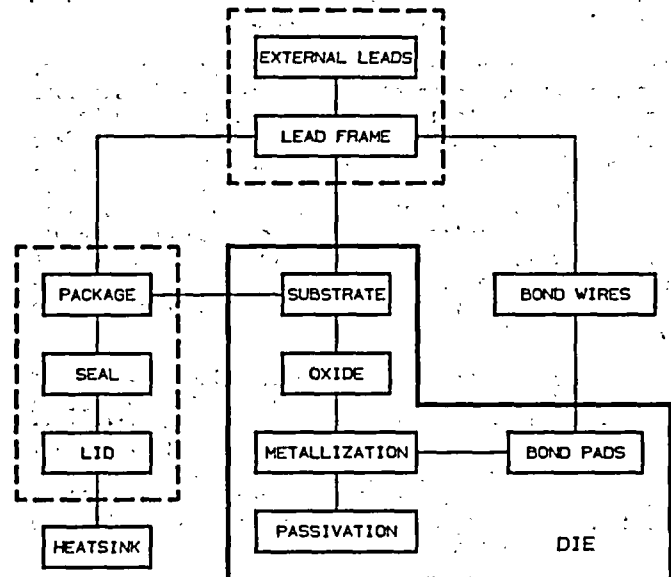 EXTERNAL LEADS
LEAD FRAME
PACKAGE
SUBSTRATE
BOND WIRES
SEAL
OXIDE
LID
METALLIZATION
BOND PADS
HEATSINK
PASSIVATION
DIE